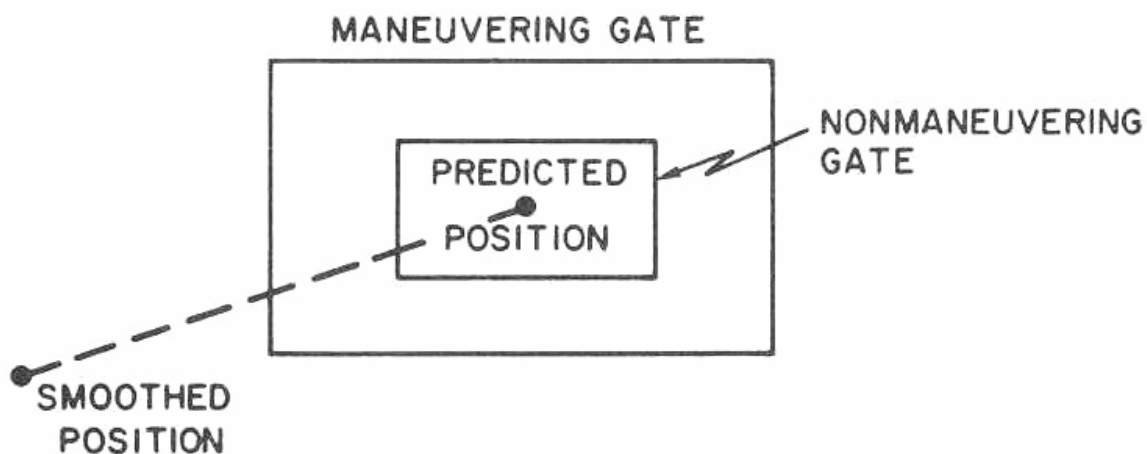 MANEUVERING GATE
NONMANEUVERING
GATE
PREDICTED
POSITION
SMOOTHED
POSITION